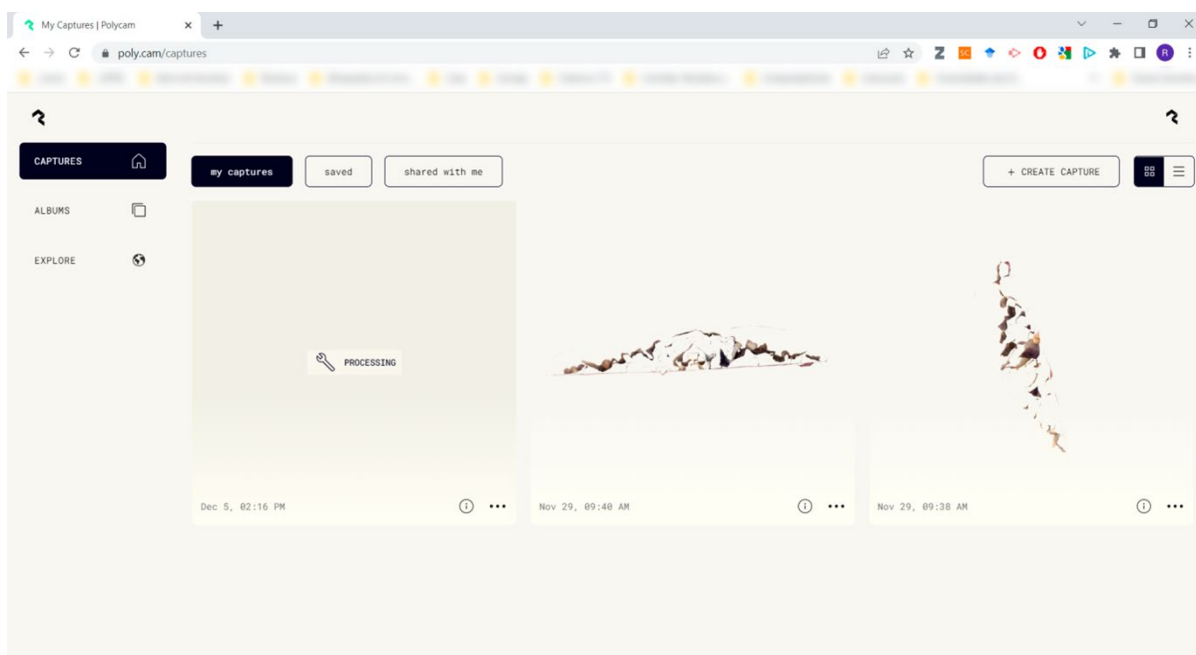 My Captures | Polycam
poly.cam/captures
CAPTURES
ALBUMS
EXPLORE
my captures
saved
shared with me
+ CREATE CAPTURE
PROCESSING
Dec 5, 02:16 PM
Nov 29, 09:40 AM
Nov 29, 09:38 AM
Z
SC
R